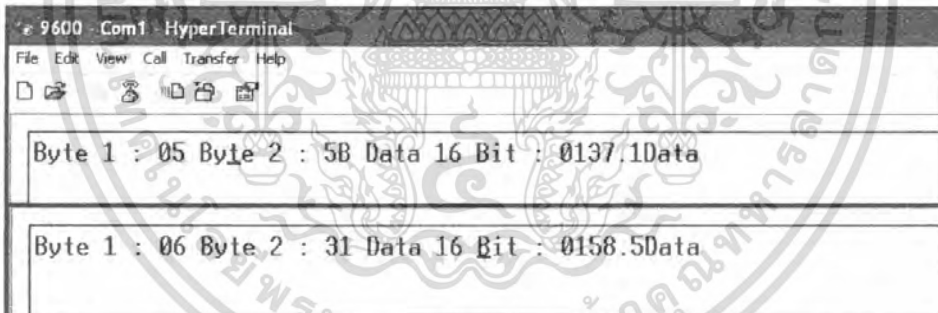 9600 - Com1 - HyperTerminal
File Edit View Call Transfer Help
Byte 1 : 05 Byte 2 : 5B Data 16 Bit : 0137.1Data
Byte 1 : 06 Byte 2 : 31 Data 16 Bit : 0158.5Data